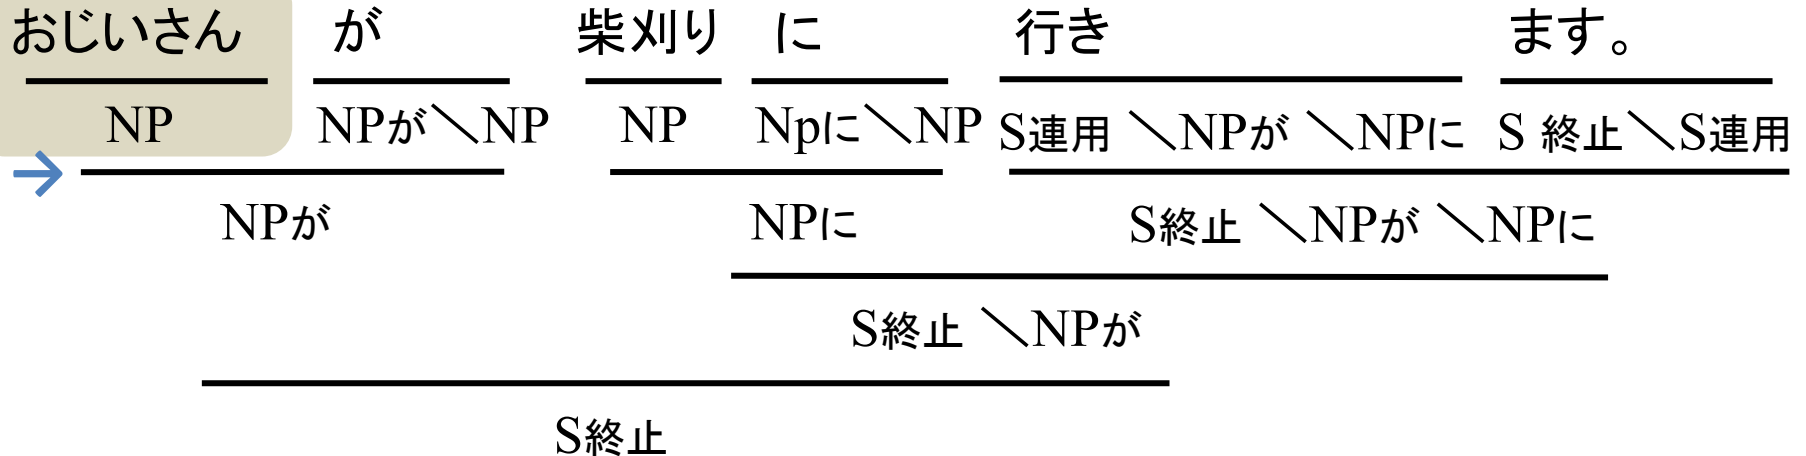 おじいさん が 柴刈り に 行き ます。
NP NPが＼NP NP Npに＼NP S連用 ＼NPが ＼NPに S 終止＼S連用
NPが NPに S終止 ＼NPが ＼NPに
S終止 ＼NPが
S終止